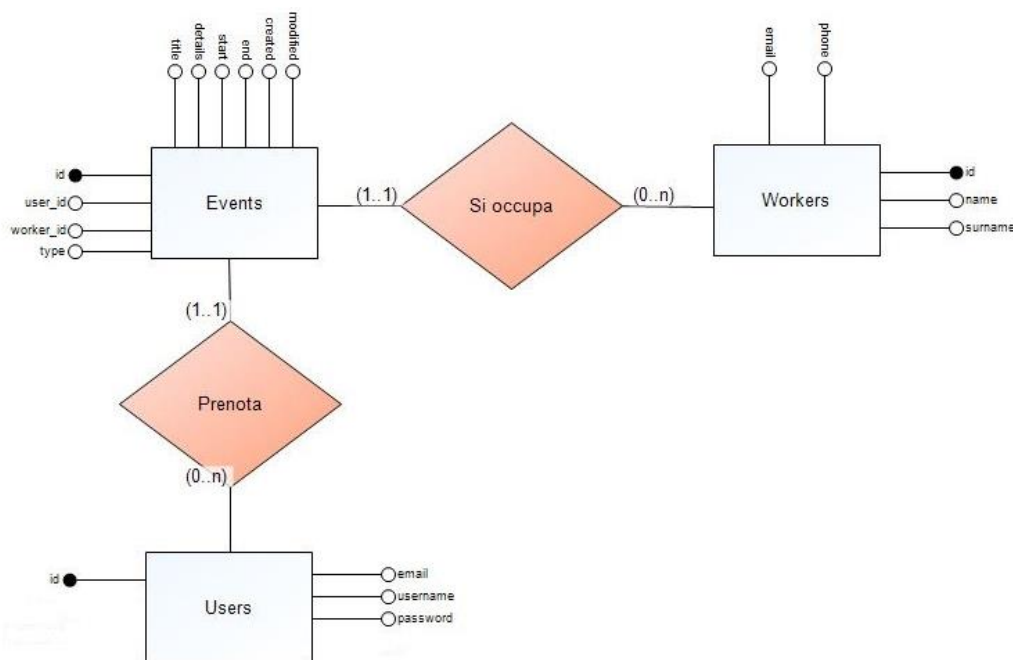 title
details
start
end
created
modified
email
phone
id
user_id
worker_id
type
Events
(1..1)
Si occupa
(0..n)
Workers
id
name
surname
(1..1)
Prenota
(0..n)
id
Users
email
username
password